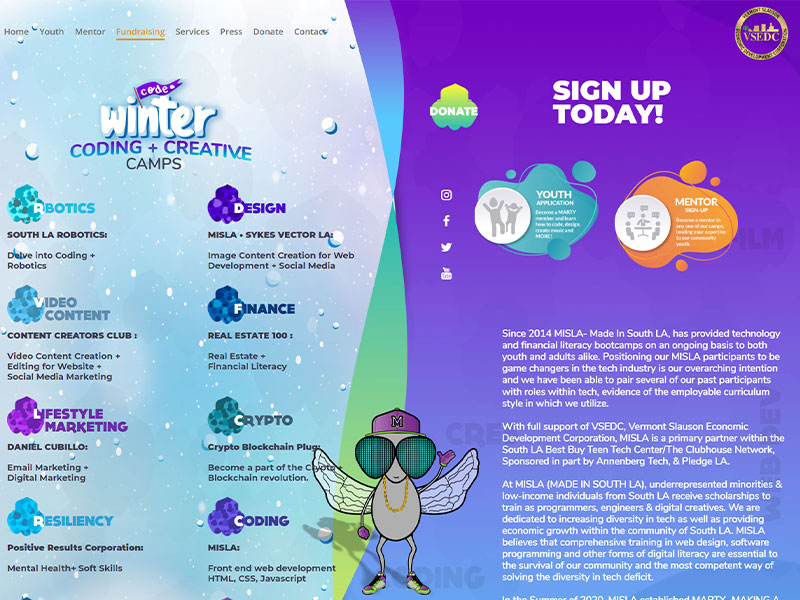 Home Youth Mentor Fundraising Services Press Donate Contact
code
winter
CODING + CREATIVE
CAMPS
ROBOTICS
SOUTH LA ROBOTICS:
Delve into Coding +
Robotics
DESIGN
MISLA • SYKES VECTOR LA:
Image Content Creation for Web
Development + Social Media
VIDEO
CONTENT
CONTENT CREATORS CLUB :
Video Content Creation +
Editing for Website +
Social Media Marketing
FINANCE
REAL ESTATE 100 :
Real Estate +
Financial Literacy
LIFESTYLE
MARKETING
DANIEL CUBILLO:
Email Marketing +
Digital Marketing
CRYPTO
Crypto Blockchain Plug:
Become a part of the Crypto +
Blockchain revolution.
RESILIENCY
Positive Results Corporation:
Mental Health+ Soft Skills
CODING
MISLA:
Front end web development
HTML, CSS, Javascript
M
VERMONT SLAUSON
VSEDC
ECONOMIC DEVELOPMENT CORPORATION
DONATE
SIGN UP
TODAY!
YOUTH
APPLICATION
Become a MARTY
member and learn
how to code, design,
create music and
MORE!
MENTOR
SIGN-UP
Become a mentor in
any one of our camps,
lending your expertise
to our community
youth
You
Since 2014 MISLA- Made In South LA, has provided technology
and financial literacy bootcamps on an ongoing basis to both
youth and adults alike. Positioning our MISLA participants to be
game changers in the tech industry is our overarching intention
and we have been able to pair several of our past participants
with roles within tech, evidence of the employable curriculum
style in which we utilize.
With full support of VSEDC, Vermont Slauson Economic
Development Corporation, MISLA is a primary partner within the
South LA Best Buy Teen Tech Center/The Clubhouse Network,
Sponsored in part by Annenberg Tech, & Pledge LA.
At MISLA (MADE IN SOUTH LA), underrepresented minorities &
low-income individuals from South LA receive scholarships to
train as programmers, engineers & digital creatives. We are
dedicated to increasing diversity in tech as well as providing
economic growth within the community of South LA. MISLA
believes that comprehensive training in web design, software
programming and other forms of digital literacy are essential to
the survival of our community and the most competent way of
solving the diversity in tech deficit.
In the Summer of 2020, MISLA established MARTY- MAKING A
CODING
WEB DEV